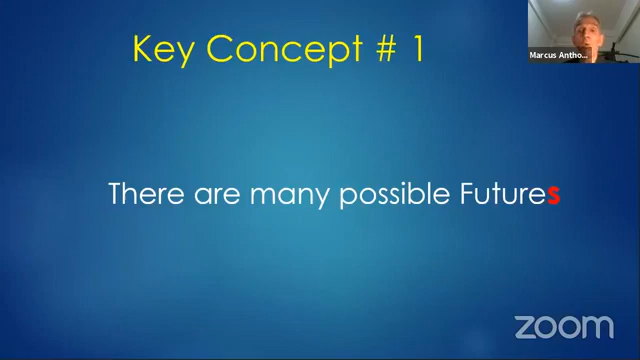 Key Concept # 1
Marcus Antho...
There are many possible Futures
zoom